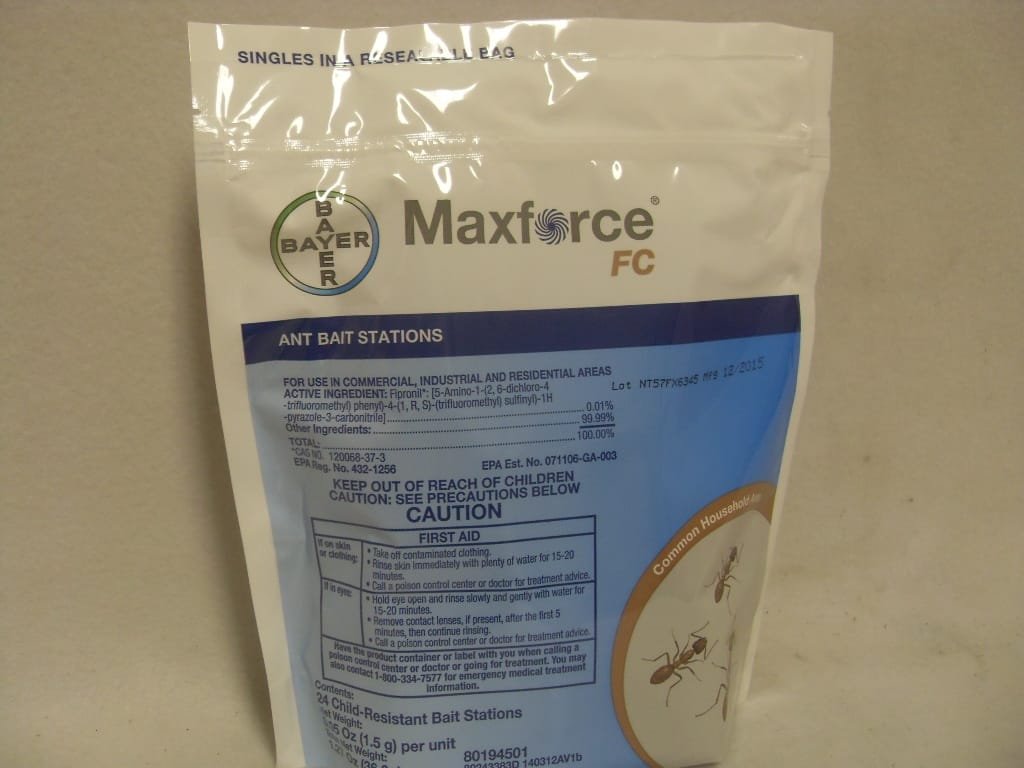 SINGLES IN A RESEALABLE BAG
BAYER
BAYER
Maxforce®
FC
ANT BAIT STATIONS
FOR USE IN COMMERCIAL, INDUSTRIAL AND RESIDENTIAL AREAS
Lot NT57FX6345 Mfg 12/2015
ACTIVE INGREDIENT: Fipronil*: [5-Amino-1-(2, 6-dichloro-4
-trifluoromethyl) phenyl)-4-(1, R, S)-(trifluoromethyl) sulfinyl)-1H
-pyrazole-3-carbonitrile] 0.01%
Other Ingredients: 99.99%
TOTAL: 100.00%
*CAS NO. 120068-37-3
EPA Reg. No. 432-1256 EPA Est. No. 071106-GA-003
KEEP OUT OF REACH OF CHILDREN
CAUTION: SEE PRECAUTIONS BELOW
CAUTION
FIRST AID
If on skin
or clothing:
• Take off contaminated clothing.
• Rinse skin immediately with plenty of water for 15-20
minutes.
• Call a poison control center or doctor for treatment advice.
If in eyes:
• Hold eye open and rinse slowly and gently with water for
15-20 minutes.
• Remove contact lenses, if present, after the first 5
minutes, then continue rinsing.
• Call a poison control center or doctor for treatment advice.
Have the product container or label with you when calling a
poison control center or doctor or going for treatment. You may
also contact 1-800-334-7577 for emergency medical treatment
information.
Common Household
Contents:
24 Child-Resistant Bait Stations
Net Weight:
Oz (1.5 g) per unit
Weight:
Oz
80194501
80243383D 140312AV1b